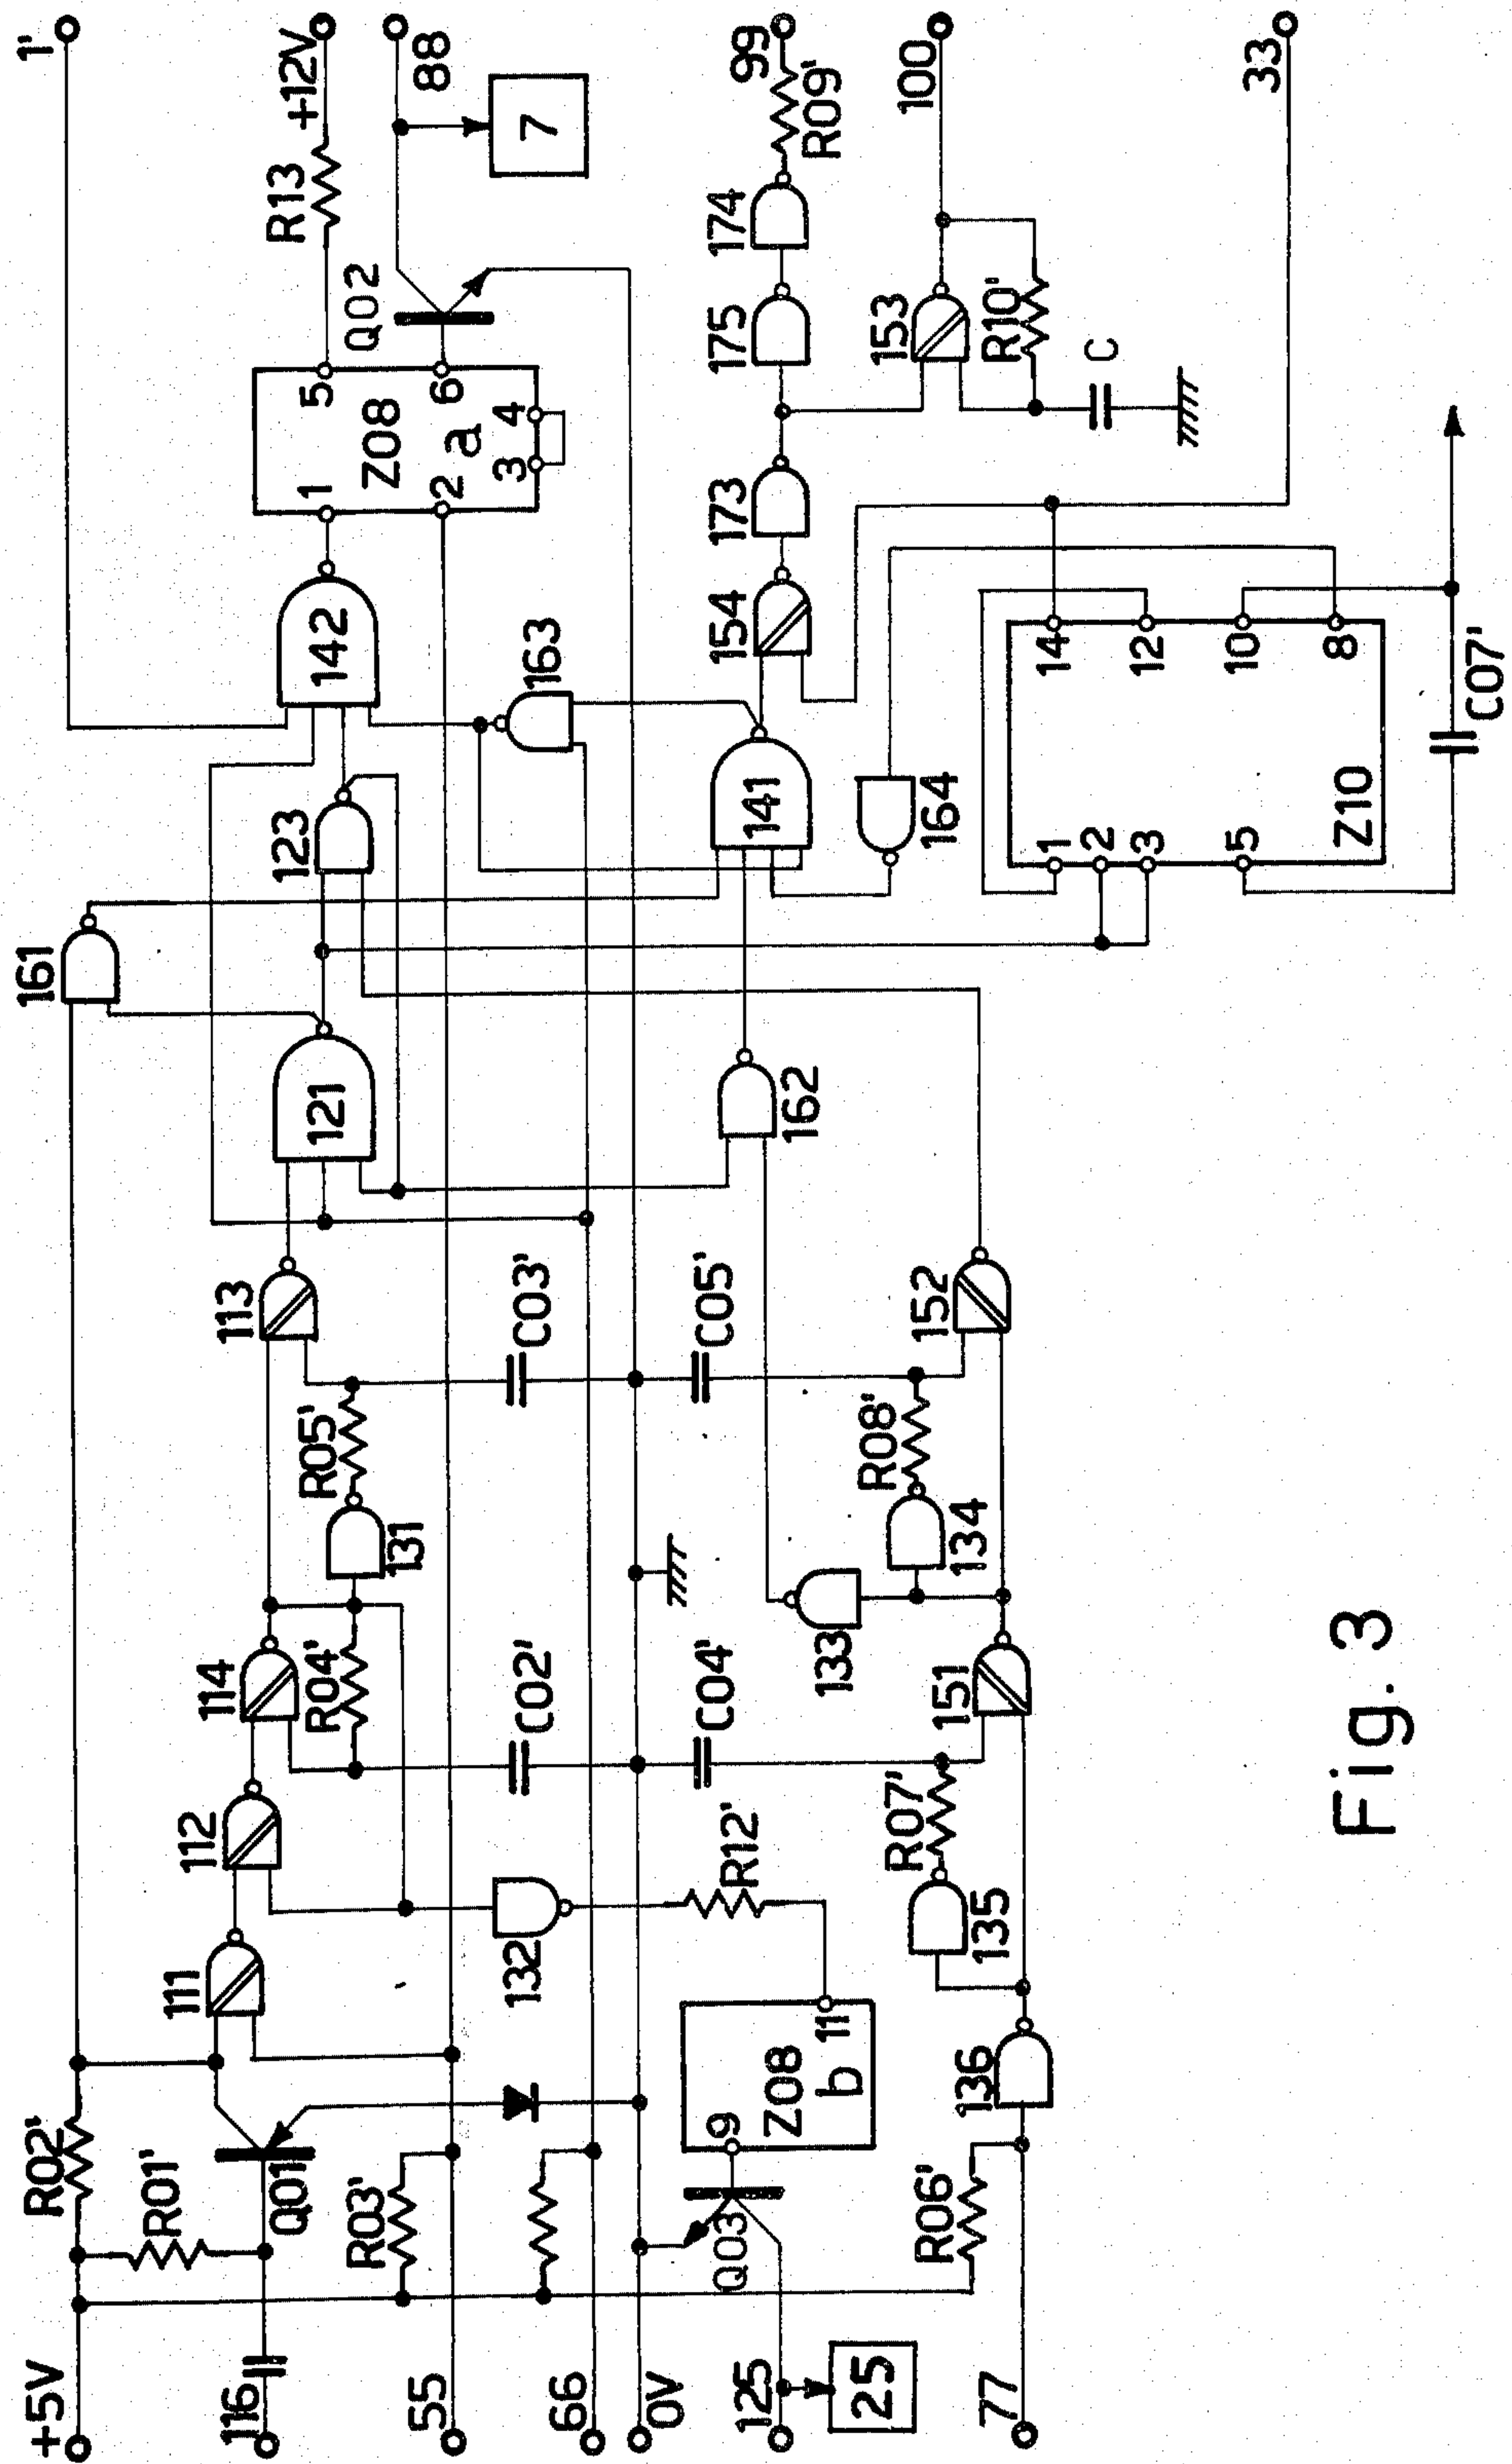 +5V
R02'
R01'
116
Q01
R03'
55
66
0V
125
25
Q03
Z08
b
9
11
R06'
77
136
135
R07'
111
112
132
R12'
114
R04'
C02'
C04'
151
133
131
R05'
134
R08'
113
C03'
C05'
152
121
162
161
123
141
164
163
142
1
2
3
5
8
10
12
14
Z10
C07'
154
173
175
174
R09'
99
153
R10'
C
100
33
1
2
3
4
5
6
Z08
a
Q02
R13
+12V
88
7
1'
Fig. 3